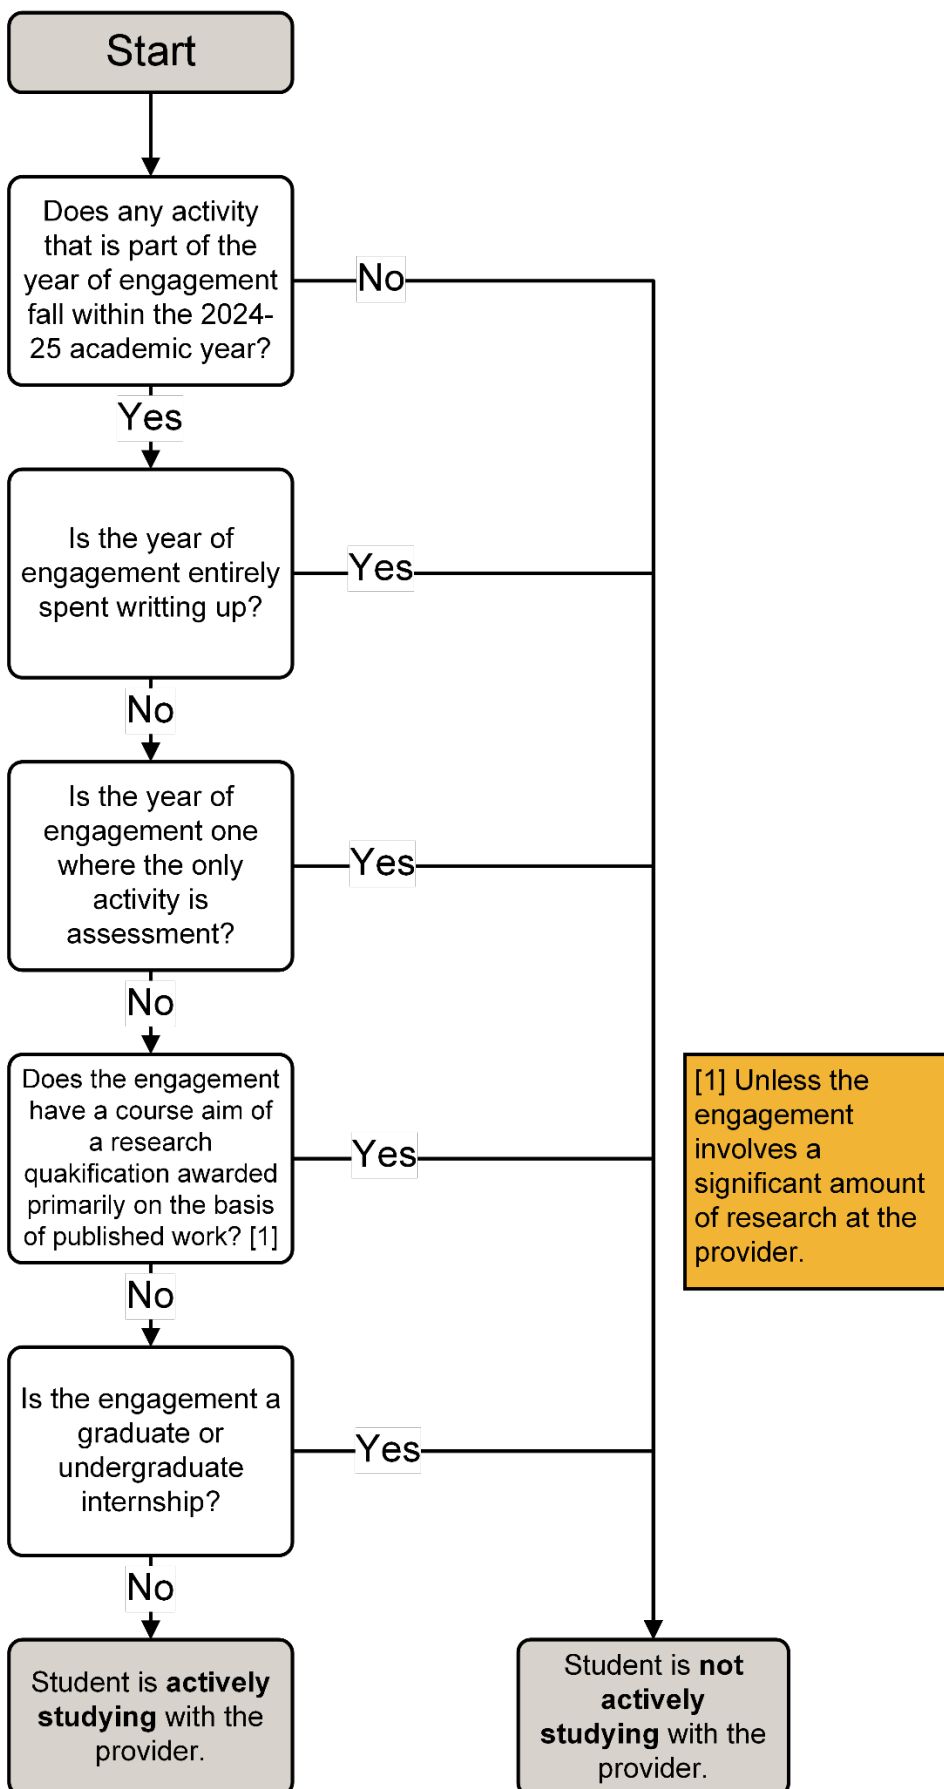 Start
Does any activity
that is part of the
year of engagement
fall within the 2024-
25 academic year?
No
Yes
Is the year of
engagement entirely
spent writting up?
Yes
No
Is the year of
engagement one
where the only
activity is
assessment?
Yes
No
Does the engagement
have a course aim of
a research
quakification awarded
primarily on the basis
of published work? [1]
Yes
[1] Unless the
engagement
involves a
significant amount
of research at the
provider.
No
Is the engagement a
graduate or
undergraduate
internship?
Yes
No
Student is actively
studying with the
provider.
Student is not
actively
studying with the
provider.